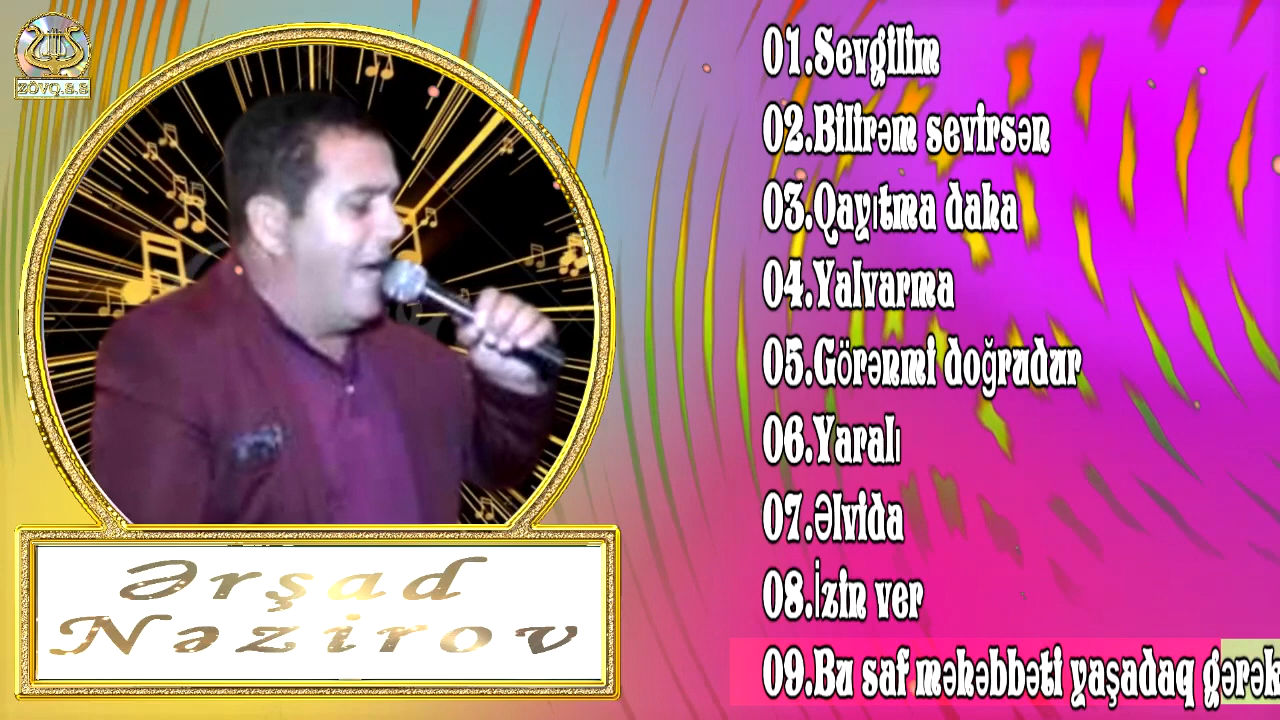 ZÖVQ.S.S
Ərşad
Nəzirov
01.Sevgilim
02.Bilirəm sevirsən
03.Qayıtma daha
04.Yalvarma
05.Görənmi doğrudur
06.Yaralı
07.Əlvida
08.İzin ver
09.Bu saf məhəbbəti yaşadaq gərək